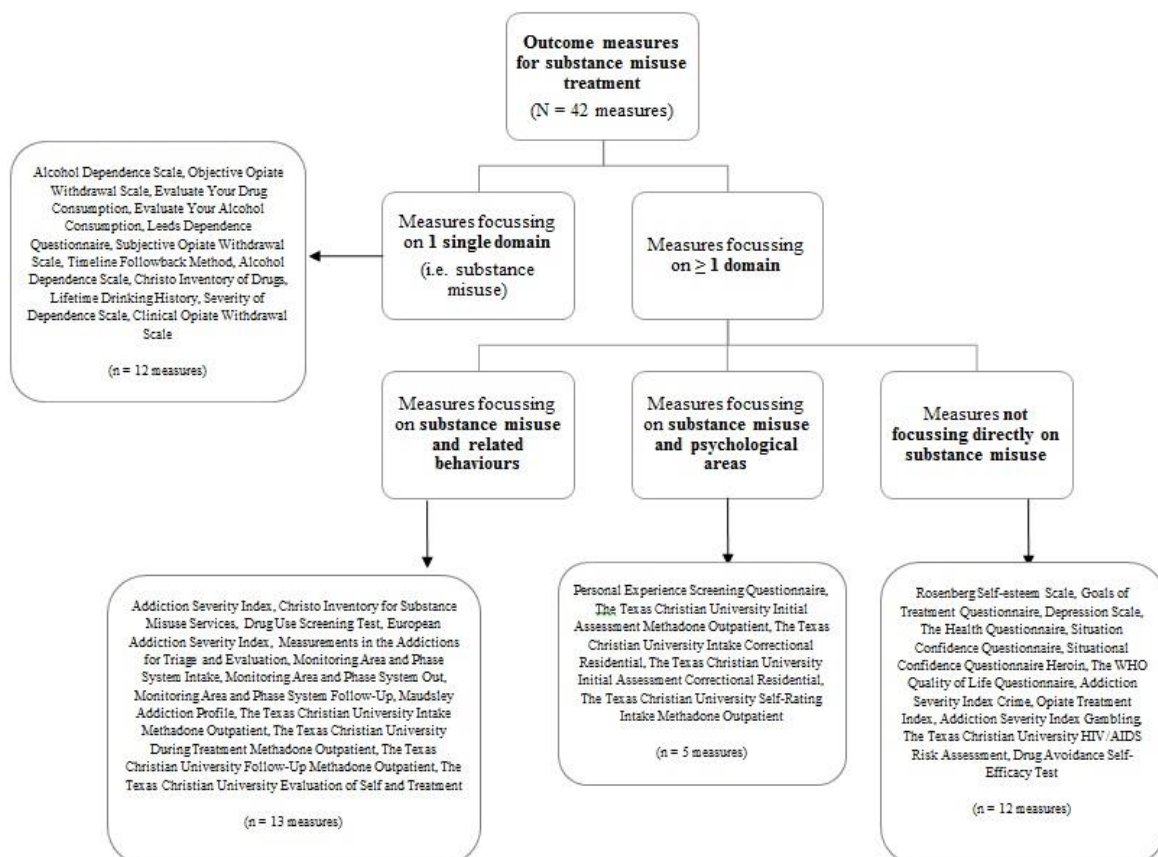 Outcome measures
for substance misuse
treatment
(N = 42 measures)
Alcohol Dependence Scale, Objective Opiate
Withdrawal Scale, Evaluate Your Drug
Consumption, Evaluate Your Alcohol
Consumption, Leeds Dependence
Questionnaire, Subjective Opiate Withdrawal
Scale, Timeline Followback Method, Alcohol
Dependence Scale, Christo Inventory of Drugs,
Lifetime Drinking History, Severity of
Dependence Scale, Clinical Opiate Withdrawal
Scale
(n = 12 measures)
Measures focussing
on 1 single domain
(i.e. substance
misuse)
Measures focussing
on ≥ 1 domain
Measures focussing
on substance misuse
and related
behaviours
Measures focussing
on substance misuse
and psychological
areas
Measures not
focussing directly on
substance misuse
Addiction Severity Index, Christo Inventory for Substance
Misuse Services, Drug Use Screening Test, European
Addiction Severity Index, Measurements in the Addictions
for Triage and Evaluation, Monitoring Area and Phase
System Intake, Monitoring Area and Phase System Out,
Monitoring Area and Phase System Follow-Up, Maudsley
Addiction Profile, The Texas Christian University Intake
Methadone Outpatient, The Texas Christian University
During Treatment Methadone Outpatient, The Texas
Christian University Follow-Up Methadone Outpatient, The
Texas Christian University Evaluation of Self and Treatment
(n = 13 measures)
Personal Experience Screening Questionnaire,
The Texas Christian University Initial
Assessment Methadone Outpatient, The Texas
Christian University Intake Correctional
Residential, The Texas Christian University
Initial Assessment Correctional Residential,
The Texas Christian University Self-Rating
Intake Methadone Outpatient
(n = 5 measures)
Rosenberg Self-esteem Scale, Goals of
Treatment Questionnaire, Depression Scale,
The Health Questionnaire, Situation
Confidence Questionnaire, Situational
Confidence Questionnaire Heroin, The WHO
Quality of Life Questionnaire, Addiction
Severity Index Crime, Opiate Treatment
Index, Addiction Severity Index Gambling,
The Texas Christian University HIV/AIDS
Risk Assessment, Drug Avoidance Self-
Efficacy Test
(n = 12 measures)